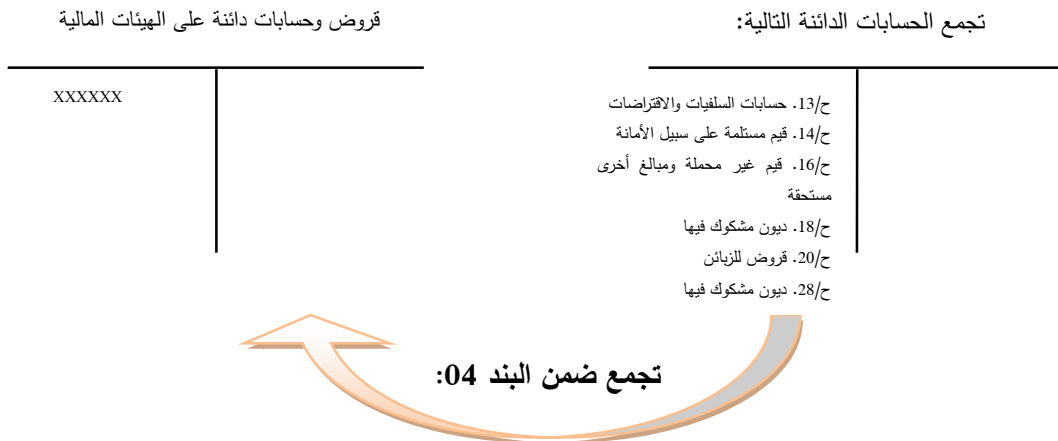 تجمع الحسابات الدائنة التالية:
ح/13. حسابات السلفيات والاقتراضات
ح/14. قيم مستلمة على سبيل الأمانة
ح/16. قيم غير محملة ومبالغ أخرى
مستحقة
ح/18. ديون مشكوك فيها
ح/20. قروض للزبائن
ح/28. ديون مشكوك فيها
قروض وحسابات دائنة على الهيئات المالية
XXXXXX
تجمع ضمن البند 04: